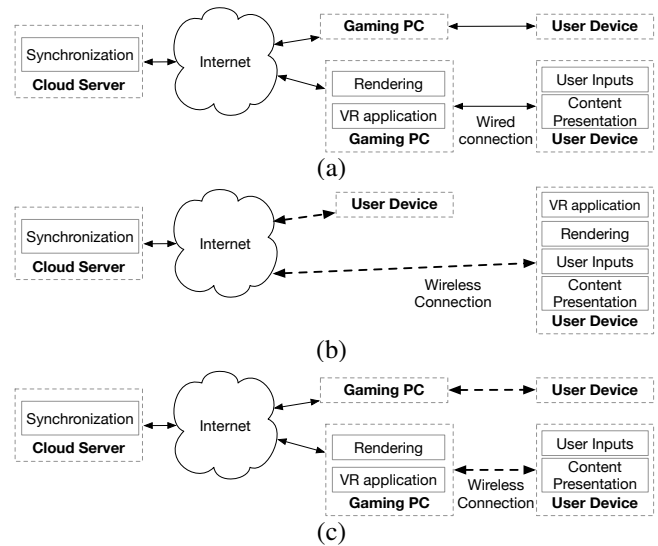 Gaming PC
User Device
Synchronization
Cloud Server
Internet
Rendering
VR application
Gaming PC
Wired
connection
User Inputs
Content
Presentation
User Device
(a)
User Device
Synchronization
Cloud Server
Internet
Wireless
Connection
VR application
Rendering
User Inputs
Content
Presentation
User Device
(b)
Gaming PC
User Device
Synchronization
Cloud Server
Internet
Rendering
VR application
Gaming PC
Wireless
Connection
User Inputs
Content
Presentation
User Device
(c)